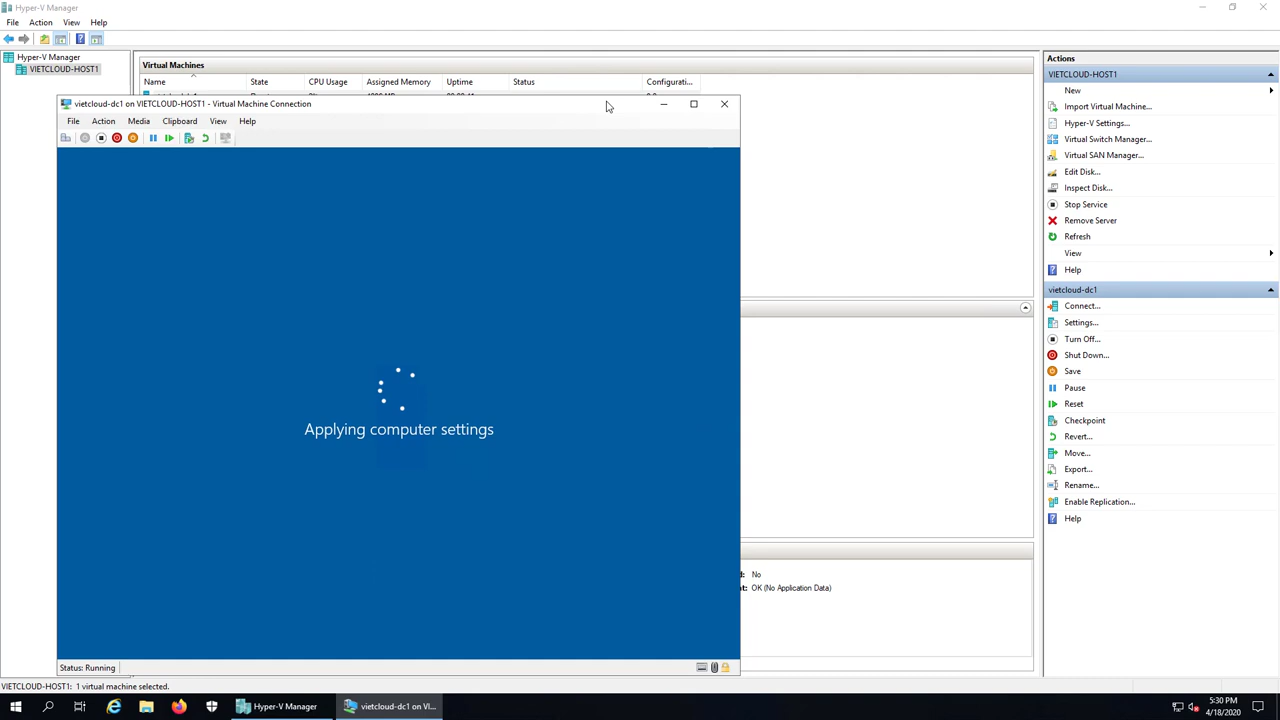 Hyper-V Manager
File Action View Help
Hyper-V Manager
VIETCLOUD-HOST1
Virtual Machines
Name State CPU Usage Assigned Memory Uptime Status Configurati...
vietcloud-dc1 on VIETCLOUD-HOST1 - Virtual Machine Connection
File Action Media Clipboard View Help
Applying computer settings
Status: Running
No
OK (No Application Data)
Actions
VIETCLOUD-HOST1
New
Import Virtual Machine...
Hyper-V Settings...
Virtual Switch Manager...
Virtual SAN Manager...
Edit Disk...
Inspect Disk...
Stop Service
Remove Server
Refresh
View
Help
vietcloud-dc1
Connect...
Settings...
Turn Off...
Shut Down...
Save
Pause
Reset
Checkpoint
Revert...
Move...
Export...
Rename...
Enable Replication...
Help
VIETCLOUD-HOST1: 1 virtual machine selected.
Hyper-V Manager
vietcloud-dc1 on VI...
5:30 PM
4/18/2020